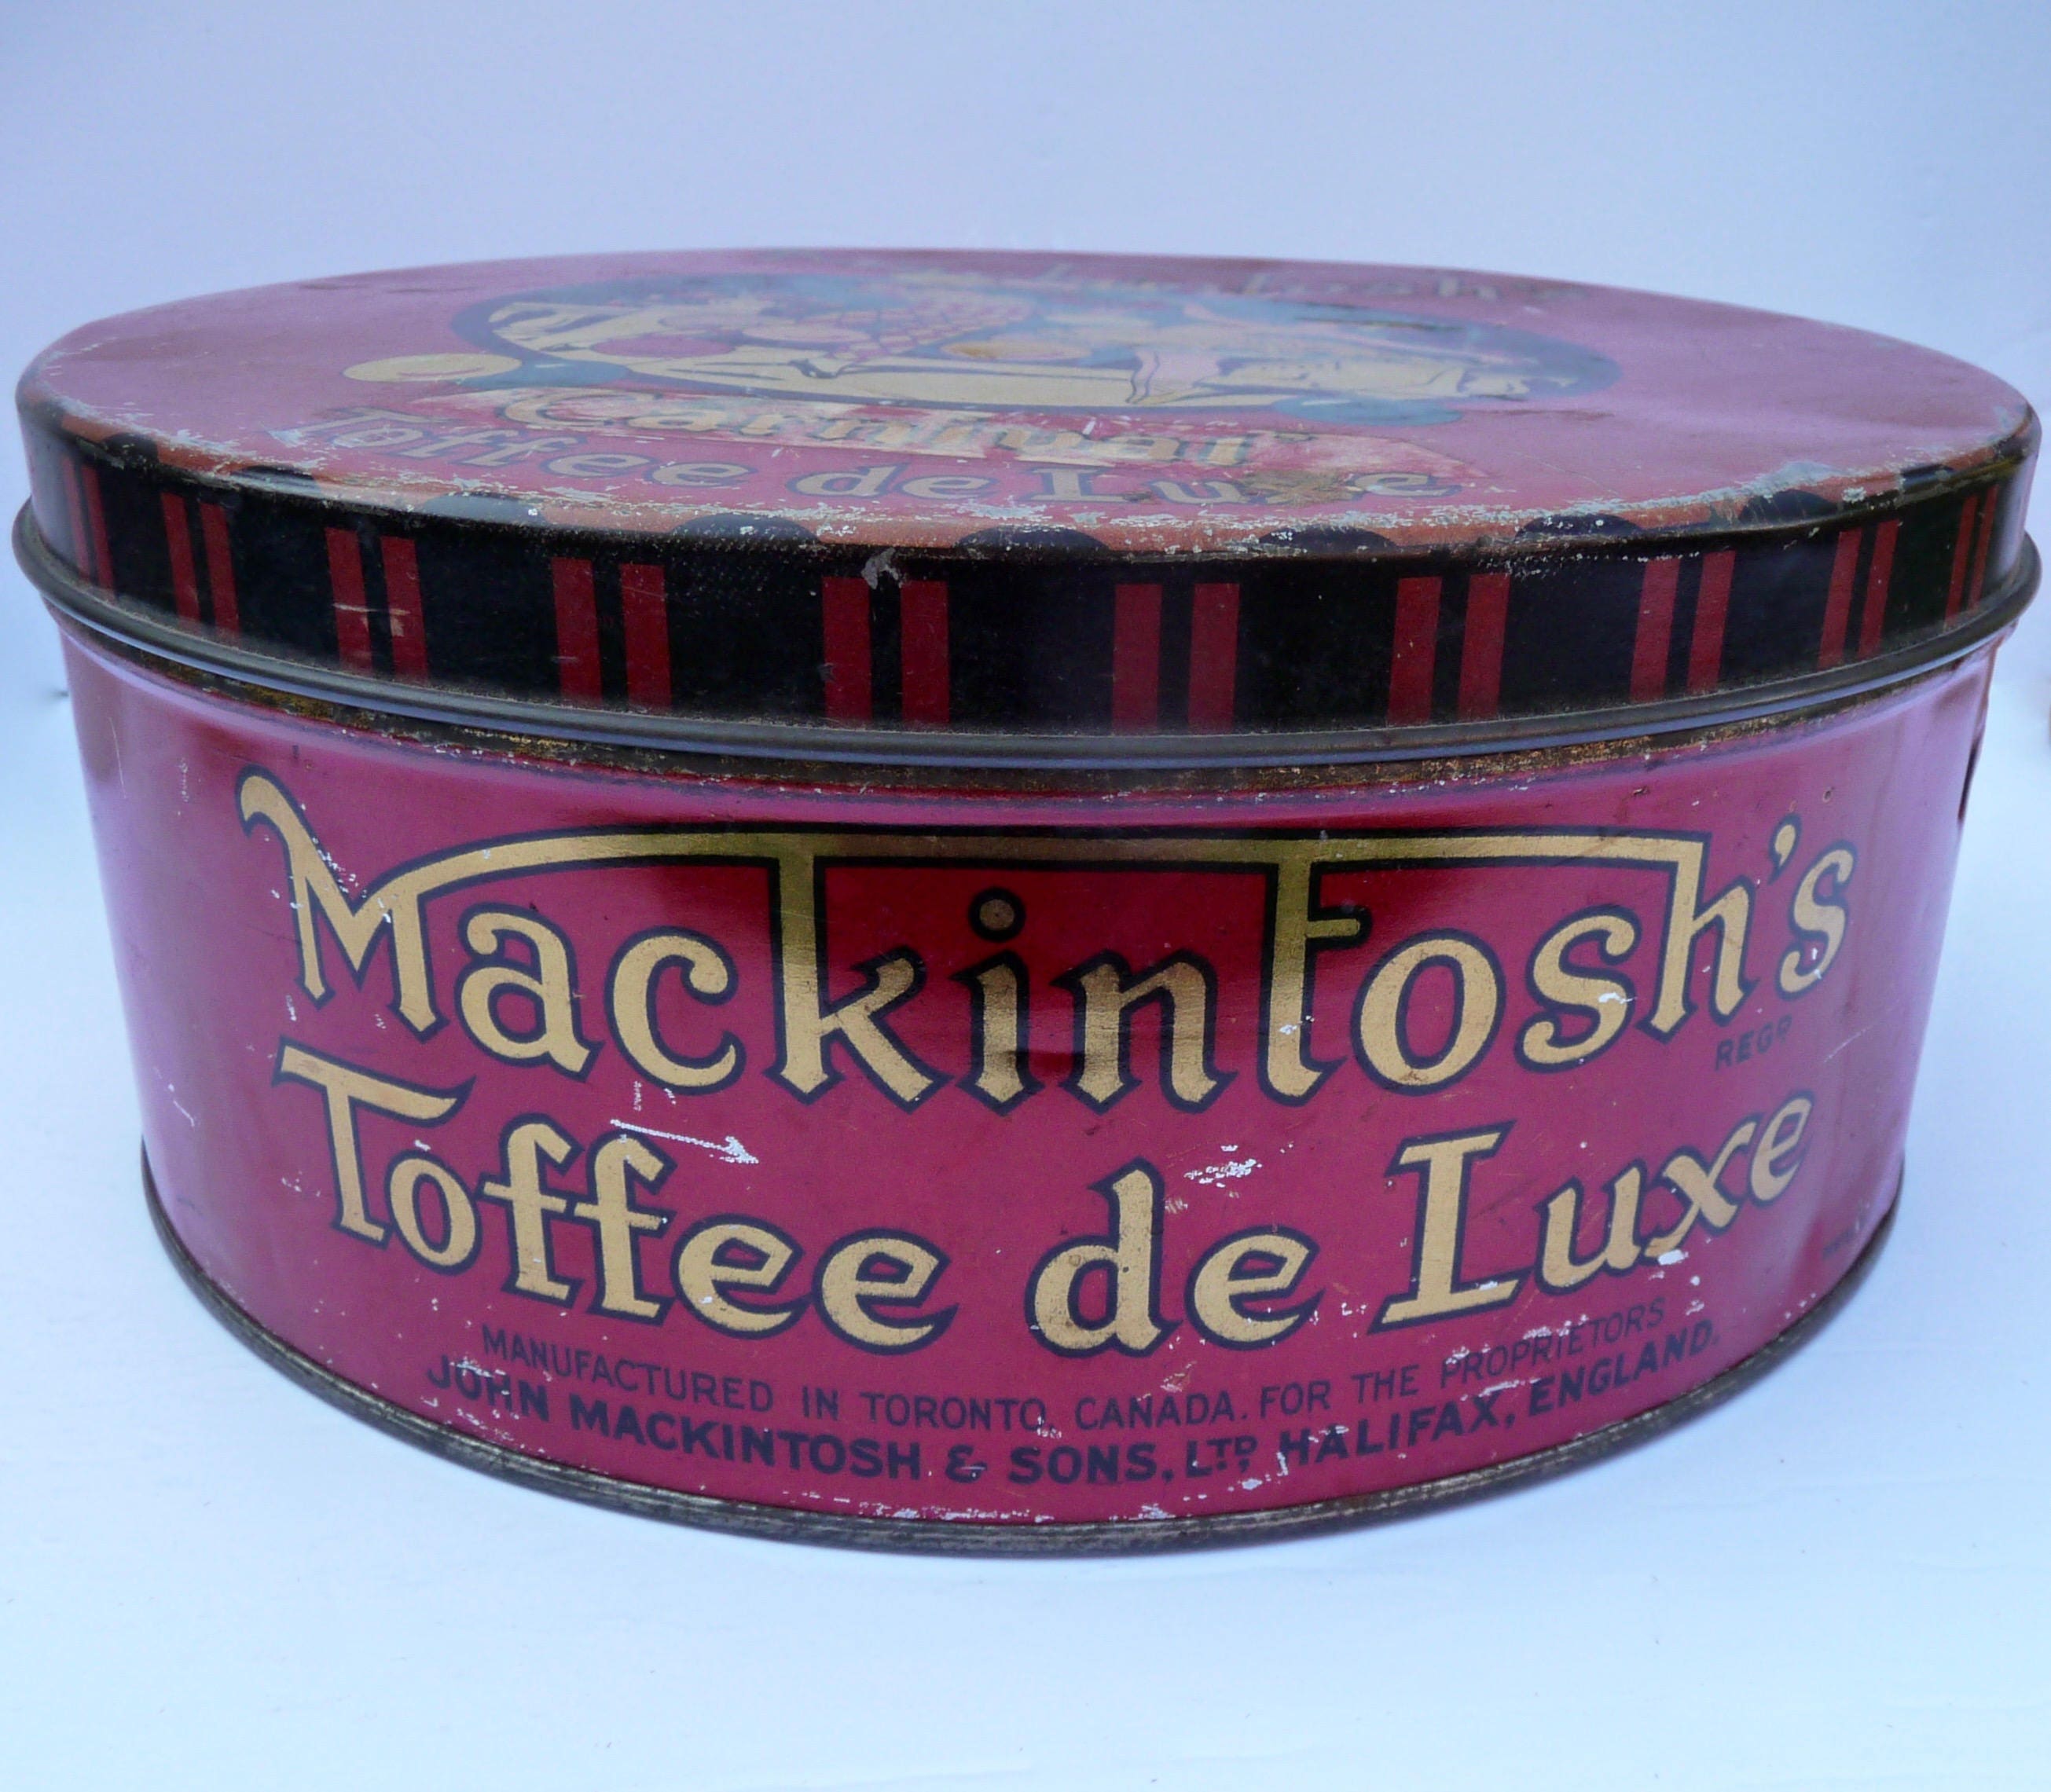 Mackintosh's
Carnival
Toffee de Luxe
Mackintosh's
REGD
Toffee de Luxe
MANUFACTURED IN TORONTO, CANADA. FOR THE PROPRIETORS
JOHN MACKINTOSH & SONS, LTD HALIFAX, ENGLAND.